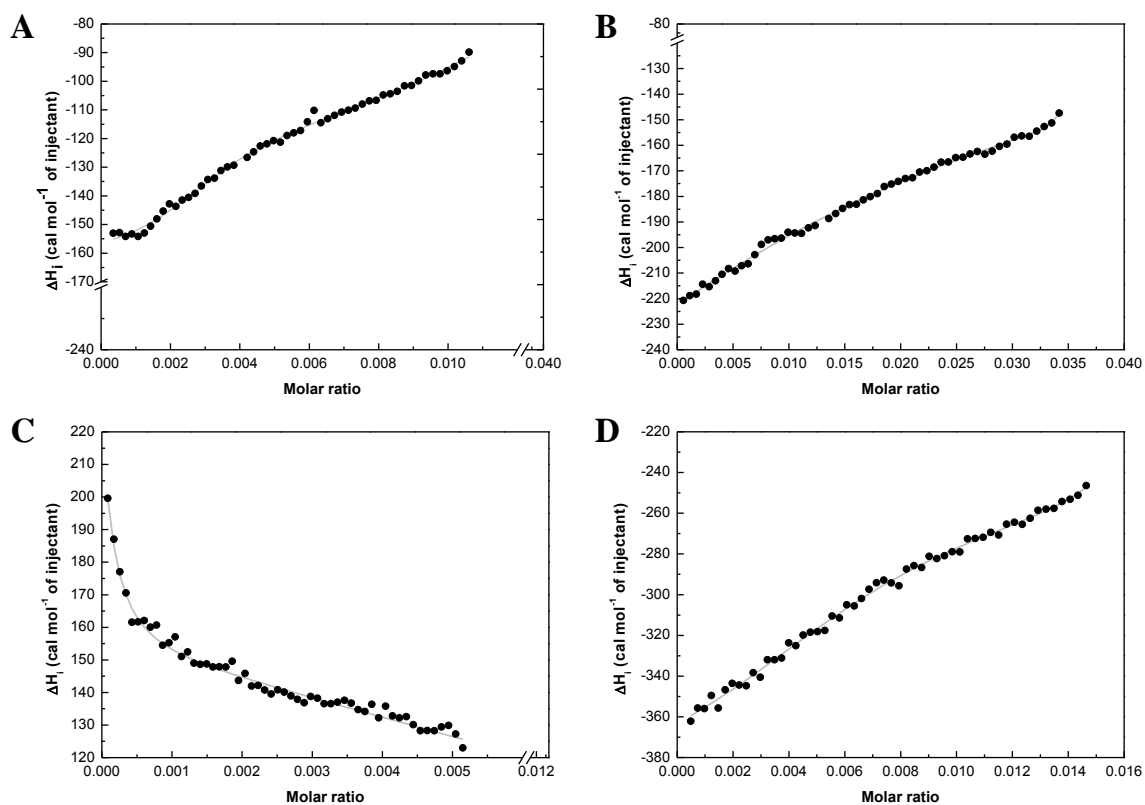 A
-80
-90
-100
-110
-120
-130
-140
-150
-160
-170
-240
ΔH_i (cal mol⁻¹ of injectant)
0.000 0.002 0.004 0.006 0.008 0.010 0.040
Molar ratio
B
-80
-130
-140
-150
-160
-170
-180
-190
-200
-210
-220
-230
-240
ΔH_i (cal mol⁻¹ of injectant)
0.000 0.005 0.010 0.015 0.020 0.025 0.030 0.035 0.040
Molar ratio
C
220
210
200
190
180
170
160
150
140
130
120
ΔH_i (cal mol⁻¹ of injectant)
0.000 0.001 0.002 0.003 0.004 0.005 0.012
Molar ratio
D
-220
-240
-260
-280
-300
-320
-340
-360
-380
ΔH_i (cal mol⁻¹ of injectant)
0.000 0.002 0.004 0.006 0.008 0.010 0.012 0.014 0.016
Molar ratio